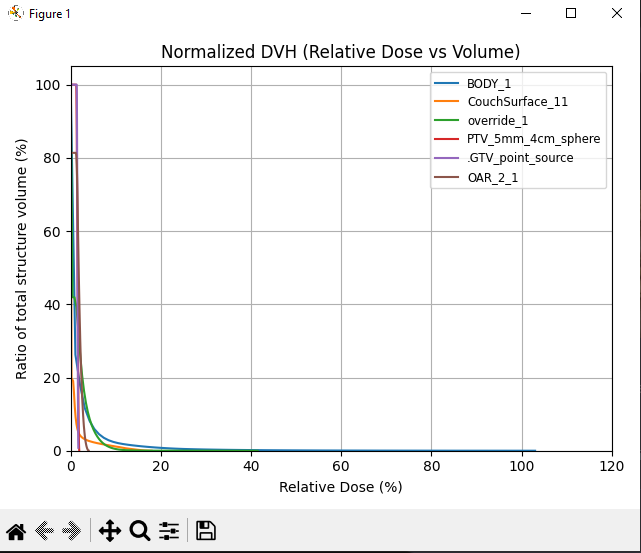 Figure 1
Normalized DVH (Relative Dose vs Volume)
Ratio of total structure volume (%)
100
80
60
40
20
0
BODY_1
CouchSurface_11
override_1
PTV_5mm_4cm_sphere
.GTV_point_source
OAR_2_1
0 20 40 60 80 100 120
Relative Dose (%)